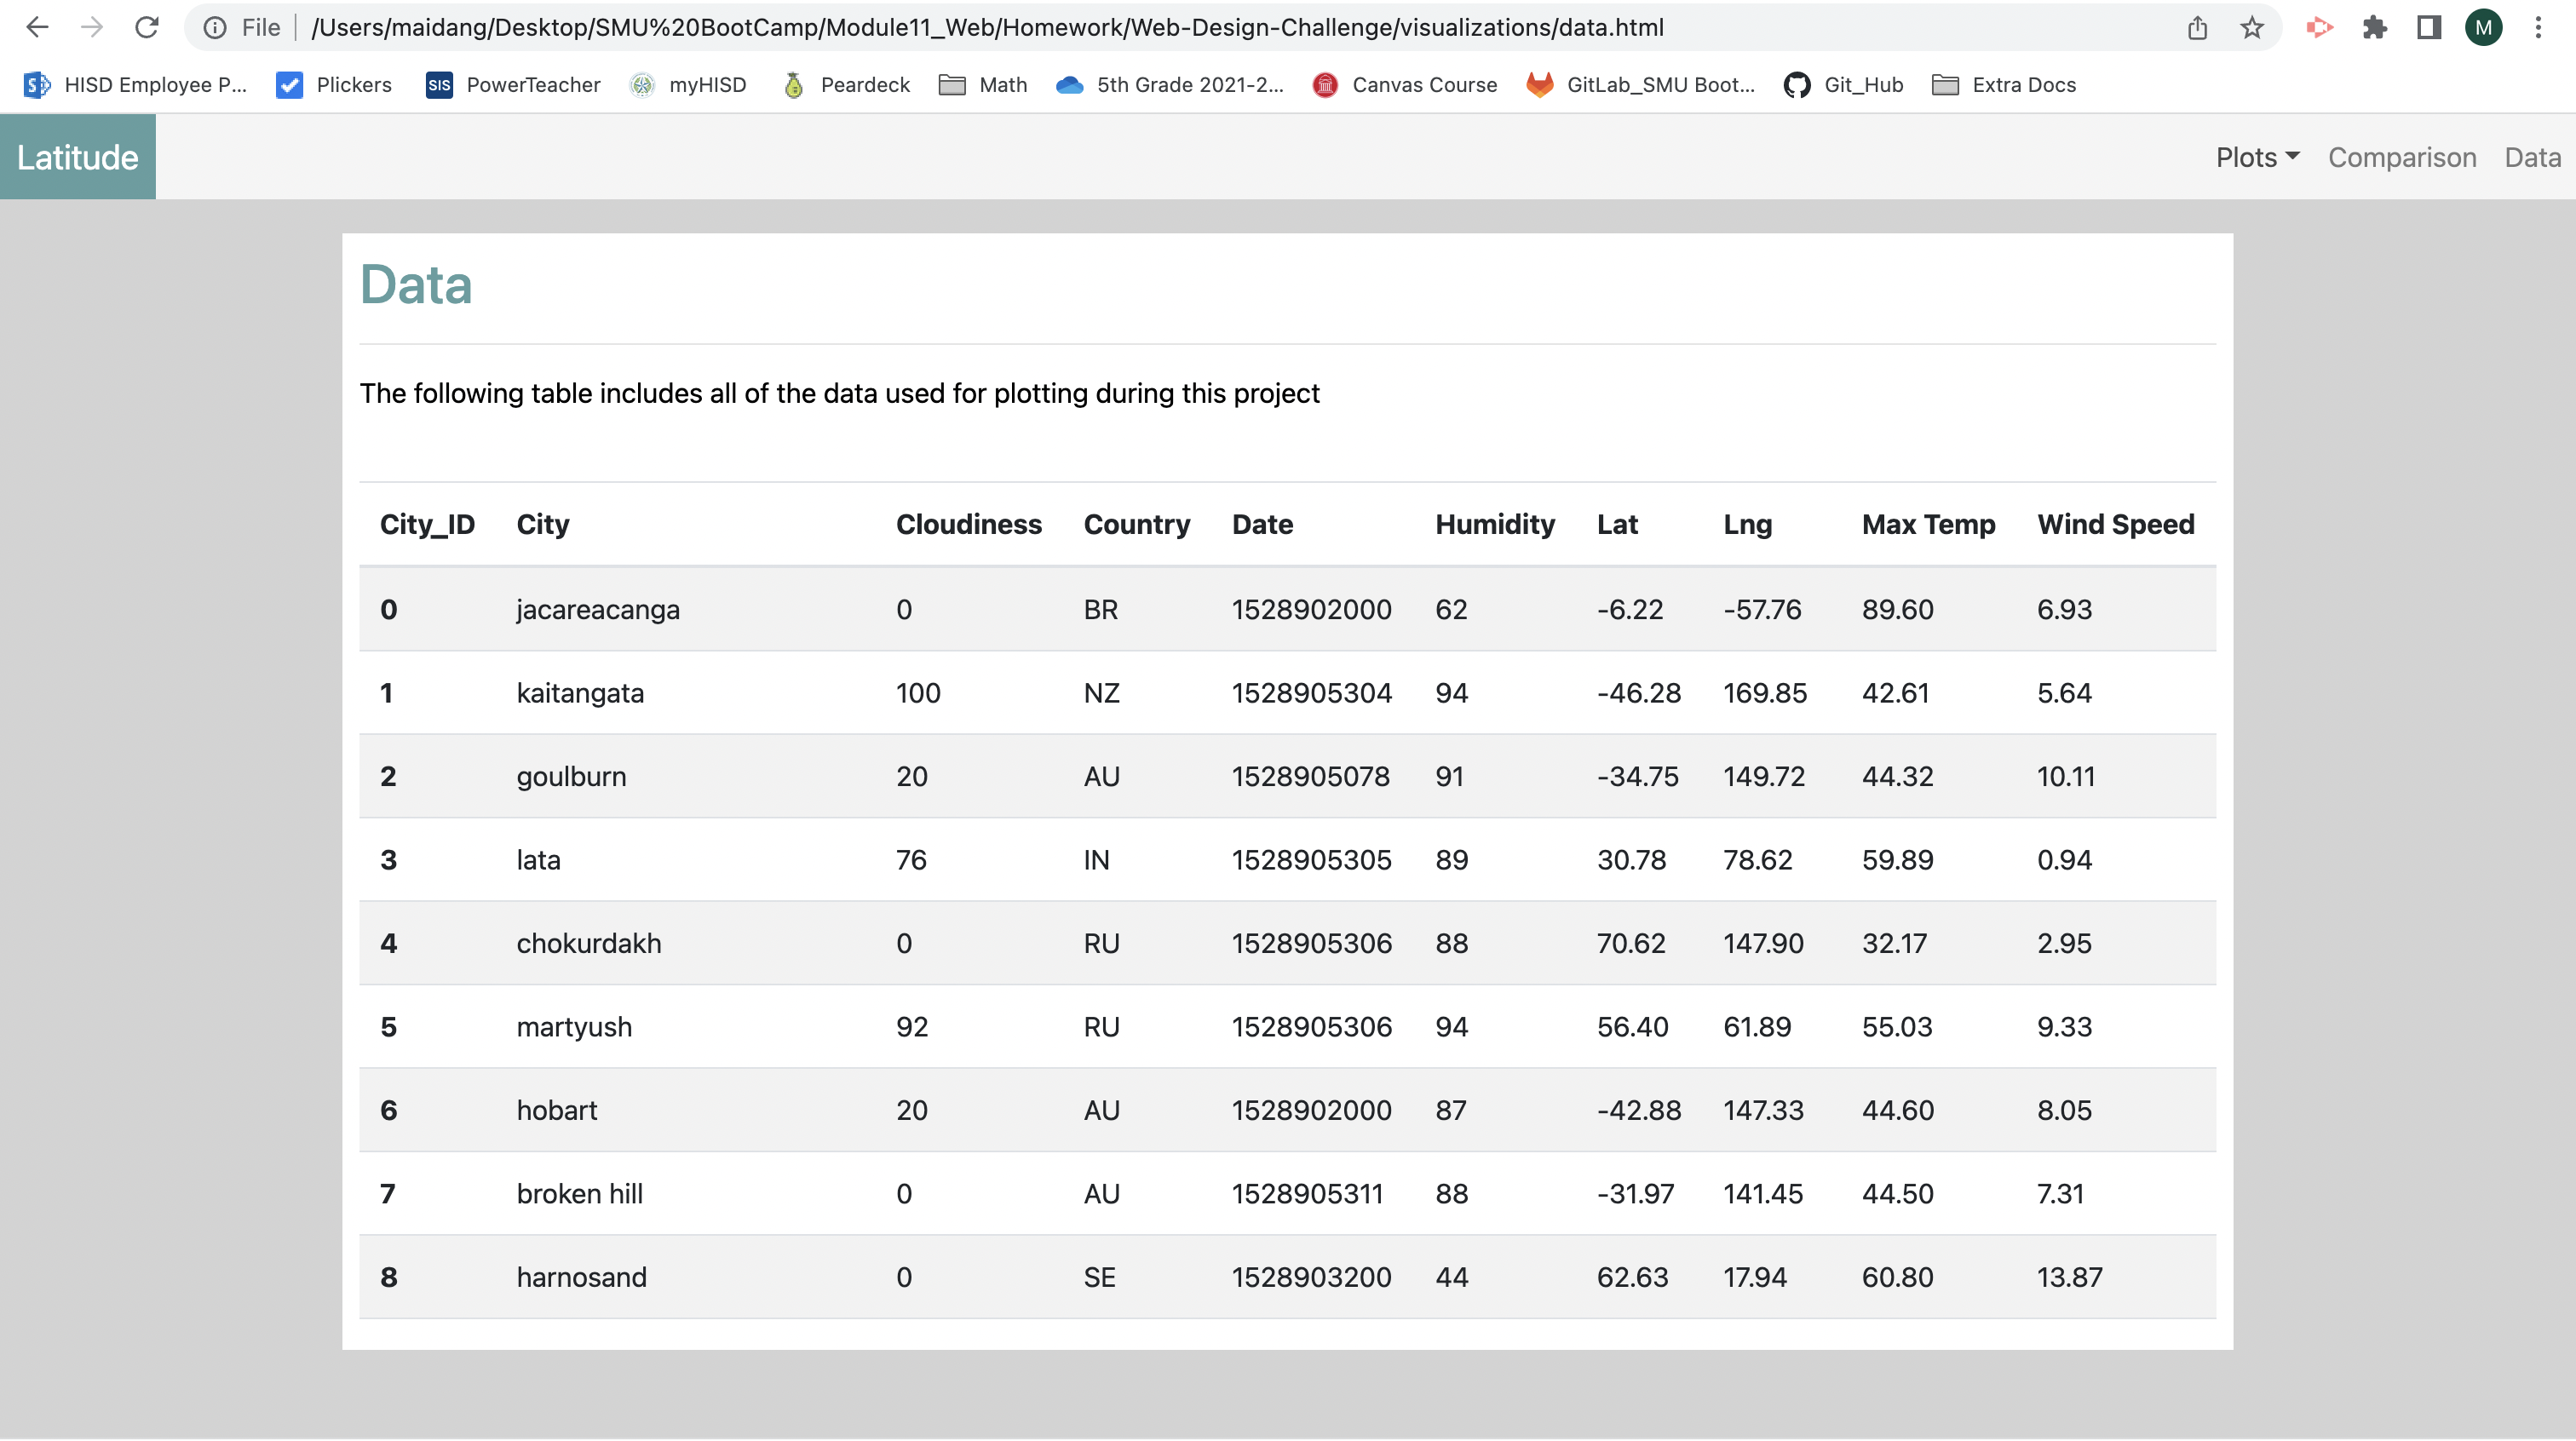 File | /Users/maidang/Desktop/SMU%20BootCamp/Module11_Web/Homework/Web-Design-Challenge/visualizations/data.html M
HISD Employee P... Plickers SIS PowerTeacher myHISD Peardeck Math 5th Grade 2021-2... Canvas Course GitLab_SMU Boot... Git_Hub Extra Docs
Latitude Plots Comparison Data
Data
The following table includes all of the data used for plotting during this project
City_ID City Cloudiness Country Date Humidity Lat Lng Max Temp Wind Speed
0 jacareacanga 0 BR 1528902000 62 -6.22 -57.76 89.60 6.93
1 kaitangata 100 NZ 1528905304 94 -46.28 169.85 42.61 5.64
2 goulburn 20 AU 1528905078 91 -34.75 149.72 44.32 10.11
3 lata 76 IN 1528905305 89 30.78 78.62 59.89 0.94
4 chokurdakh 0 RU 1528905306 88 70.62 147.90 32.17 2.95
5 martyush 92 RU 1528905306 94 56.40 61.89 55.03 9.33
6 hobart 20 AU 1528902000 87 -42.88 147.33 44.60 8.05
7 broken hill 0 AU 1528905311 88 -31.97 141.45 44.50 7.31
8 harnosand 0 SE 1528903200 44 62.63 17.94 60.80 13.87